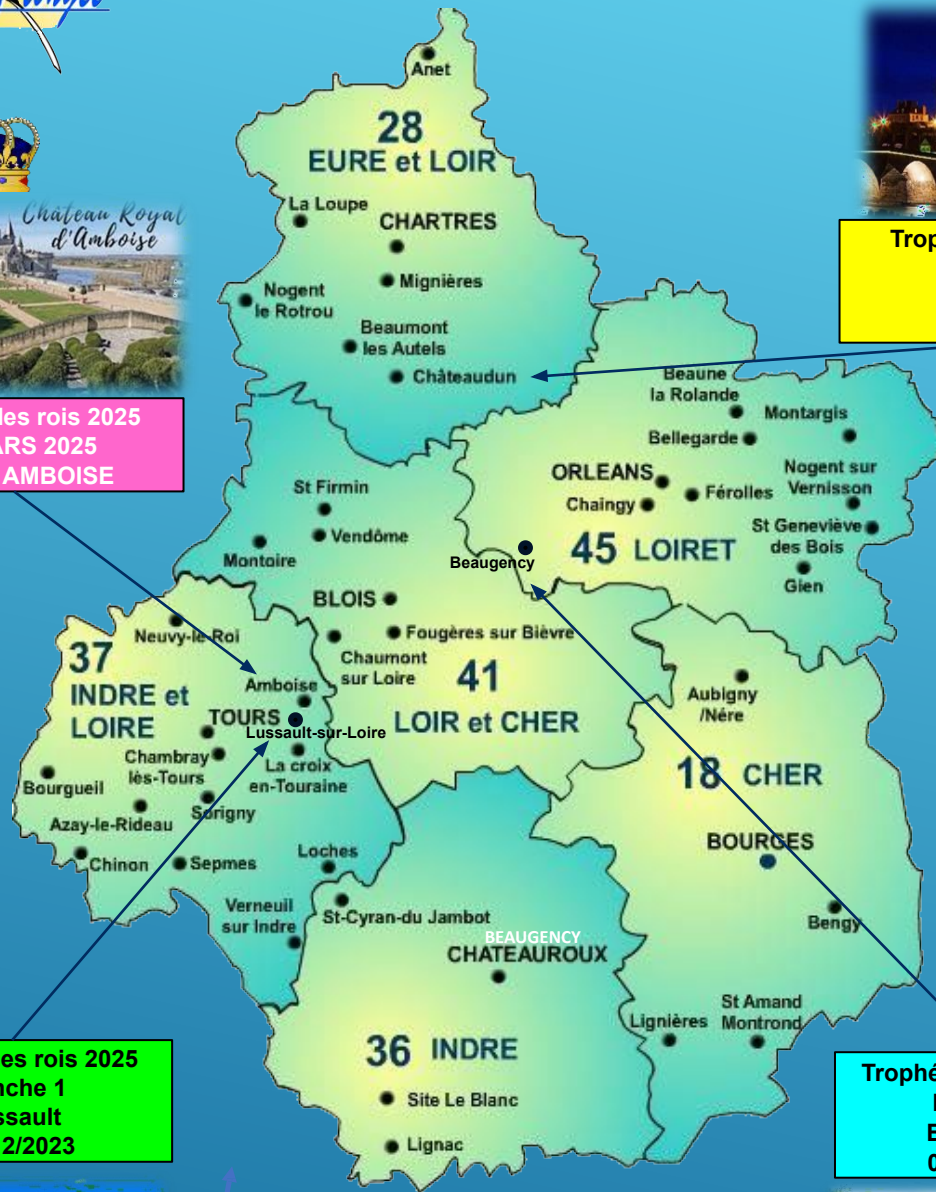 Anet
28
EURE et LOIR
Château Royal
d'Amboise
La Loupe
CHARTRES
Mignières
Nogent
le Rotrou
Beaumont
les Autels
Châteaudun
Trop
des rois 2025
ARS 2025
AMBOISE
Beaune
la Rolande
Montargis
Bellegarde
ORLEANS
Chaingy
Férolles
Nogent sur
Vernisson
St Geneviève
des Bois
Gien
45 LOIRET
St Firmin
Vendôme
Montoire
Beaugency
BLOIS
Fougères sur Bièvre
Chaumont
sur Loire
41
LOIR et CHER
Neuvy-le-Roi
37
INDRE et
LOIRE
Amboise
TOURS
Lussault-sur-Loire
Chambray
lès-Tours
La croix
en-Touraine
Bourgueil
Azay-le-Rideau
Sorigny
Chinon
Sepmes
Loches
Verneuil
sur Indre
Aubigny
/Nére
18 CHER
BOURGES
Bengy
St Amand
Montrond
Lignières
St-Cyran-du Jambot
BEAUGENCY
CHATEAUROUX
36 INDRE
Site Le Blanc
Lignac
es rois 2025
nche 1
ssault
2/2023
Trophé